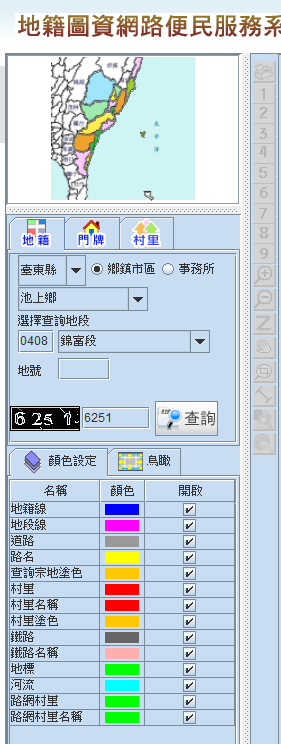 地籍圖資網路便民服務系
太
平
洋
1
2
3
4
5
6
7
8
9
地籍
門牌
村里
臺東縣
鄉鎮市區
事務所
池上鄉
選擇查詢地段
0408
錦富段
地號
6251
6251
查詢
顏色設定
鳥瞰
名稱 顏色 開啟
地籍線
地段線
道路
路名
查詢宗地塗色
村里
村里名稱
村里塗色
鐵路
鐵路名稱
地標
河流
路網村里
路網村里名稱